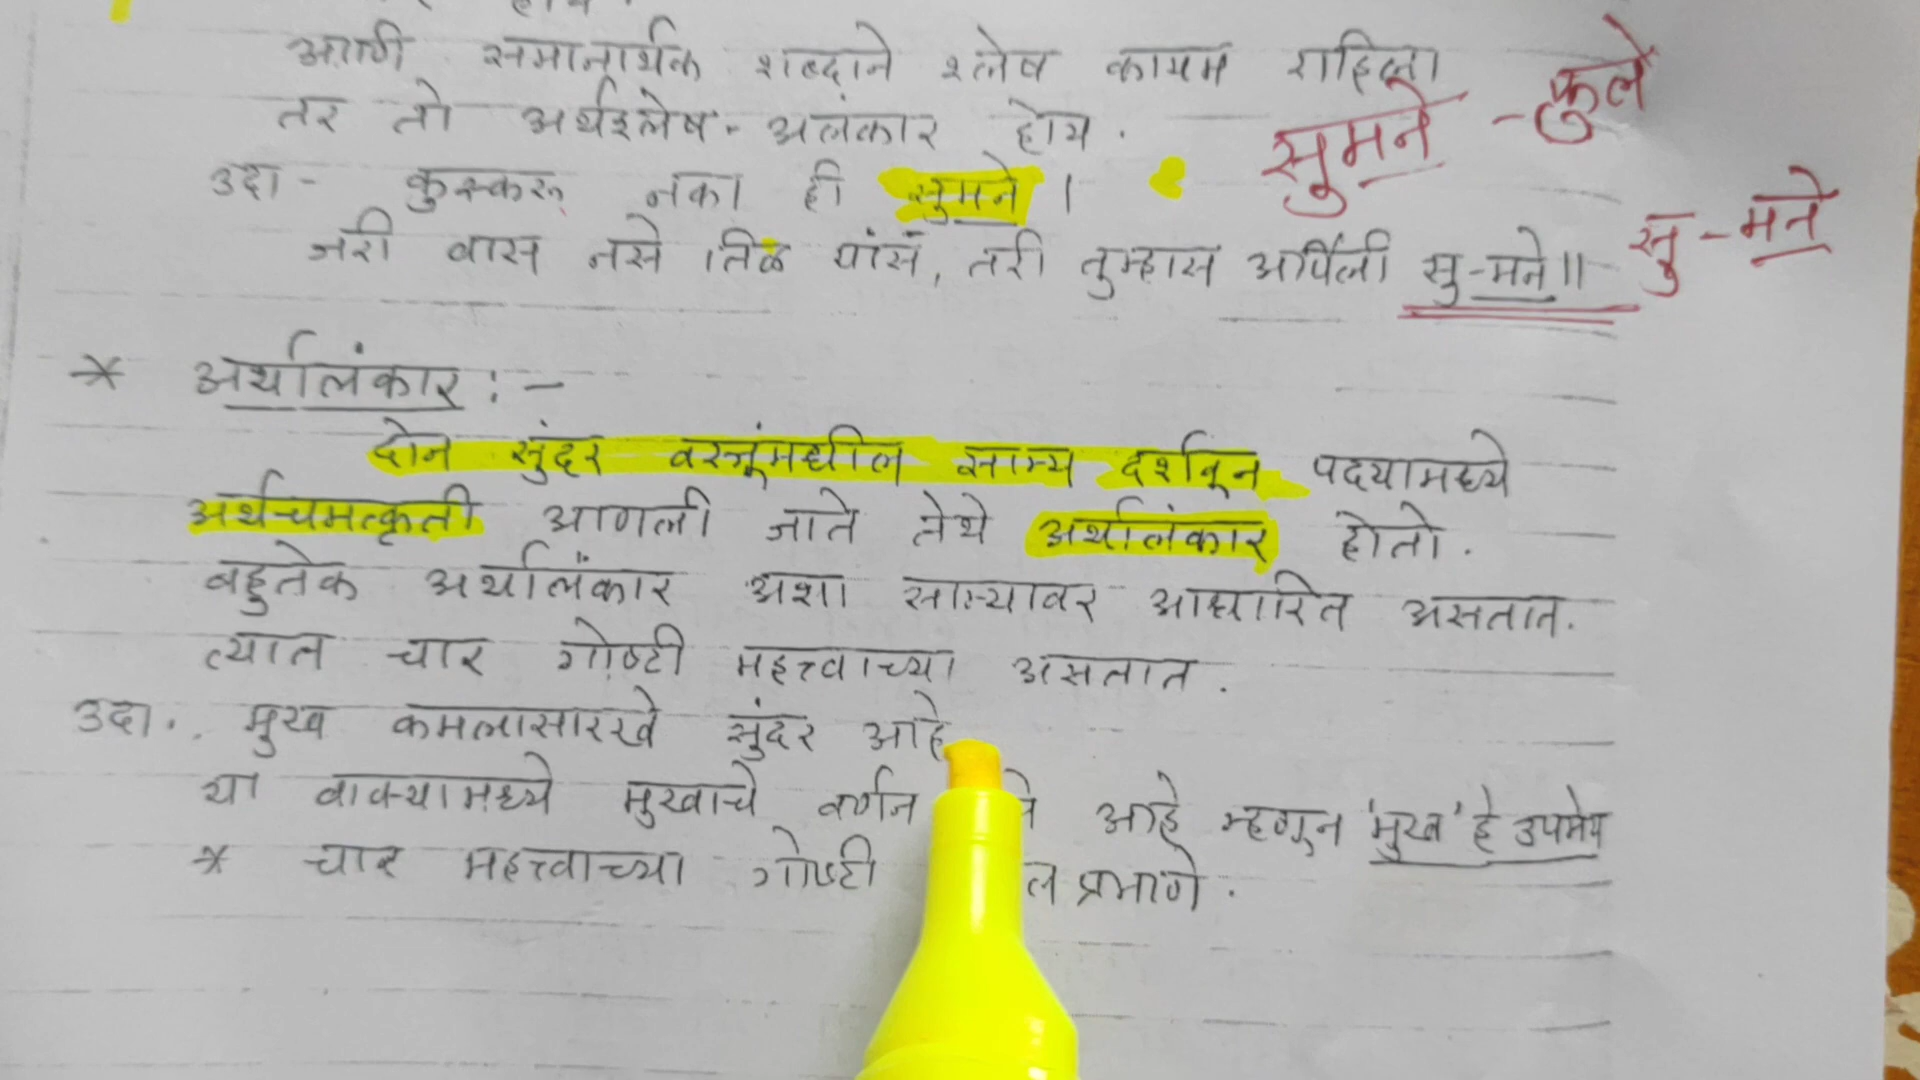 आणि समानार्थक शब्दाने श्लेष कायम राहिला
तर तो अर्थश्लेष - अलंकार होय.
उदा - कुस्करू नका ही सुमने ।
जरी वास नसे तिळ यांस, तरी तुम्हास अर्पिली सु-मने॥
सुमने - फुले
सु - मने
* अर्थालंकार : -
दोन सुंदर वस्तूंमधील साम्य दर्शवून पदयामध्ये
अर्थचमत्कृती आणली जाते तेथे अर्थालंकार होतो.
बहुतेक अर्थालंकार अशा साम्यावर आधारित असतात.
त्यात चार गोष्टी महत्त्वाच्या असतात.
उदा. मुख कमलासारखे सुंदर आहे
या वाक्यामध्ये मुखाचे वर्णन आहे म्हणून 'मुख' हे उपमेय
* चार महत्त्वाच्या गोष्टी ल प्रमाणे.